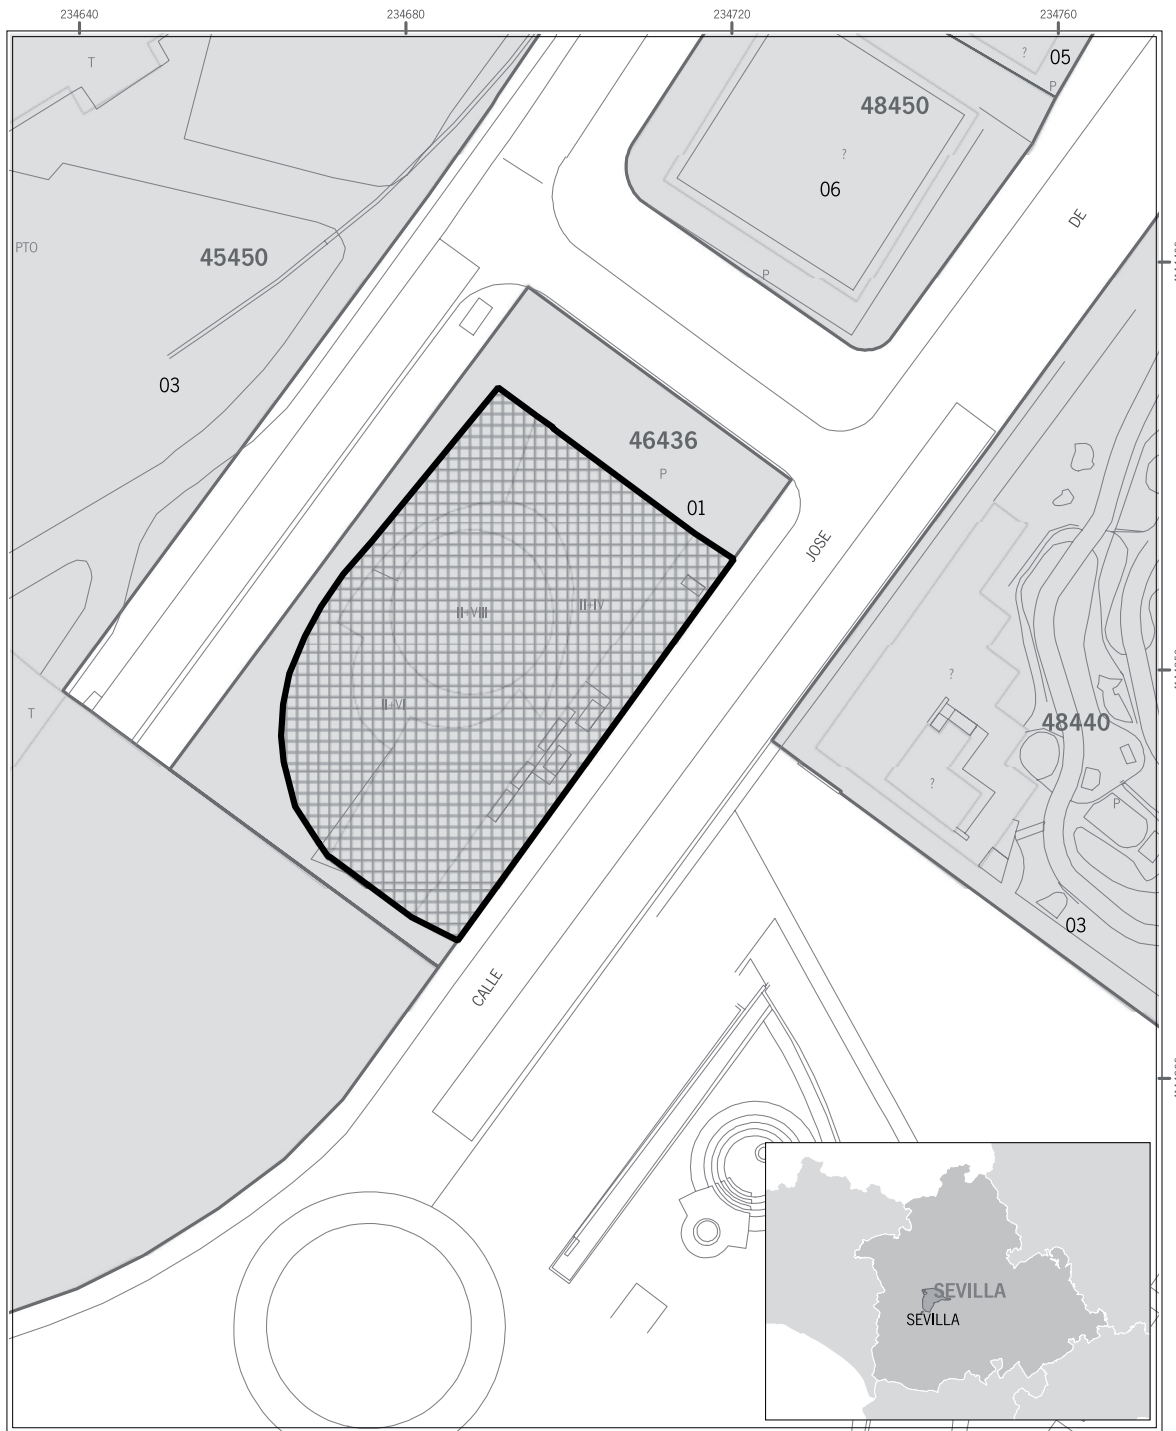 234640
234680
234720
234760
T
?
05
P
48450
?
06
DE
PTO
45450
P
03
46436
P
01
JOSE
II+VIII
II+IV
?
II+VI
T
48440
?
P
03
CALLE
SEVILLA
SEVILLA